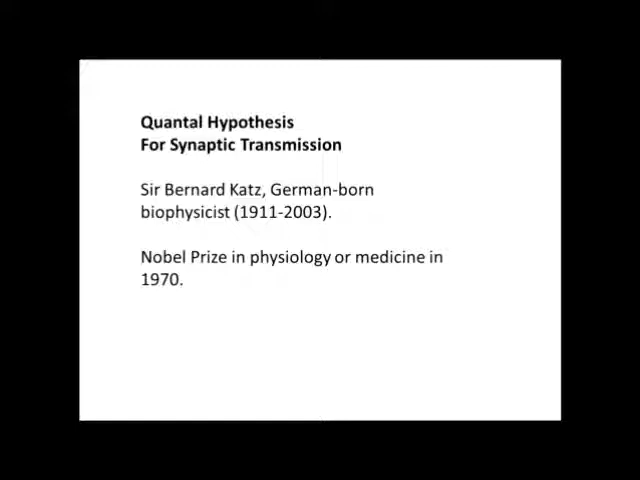 Quantal Hypothesis
For Synaptic Transmission
Sir Bernard Katz, German-born
biophysicist (1911-2003).
Nobel Prize in physiology or medicine in
1970.